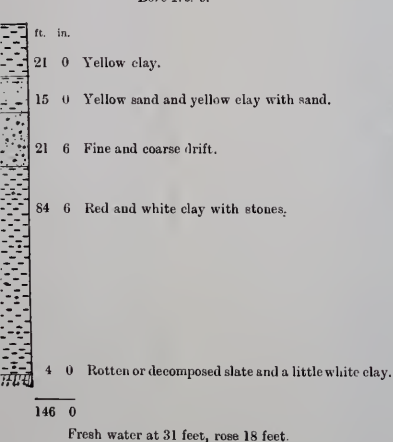 ft. in.
21 0 Yellow clay.
15 0 Yellow sand and yellow clay with sand.
21 6 Fine and coarse drift.
84 6 Red and white clay with stones.
4 0 Rotten or decomposed slate and a little white clay.
146 0
Fresh water at 31 feet, rose 18 feet.